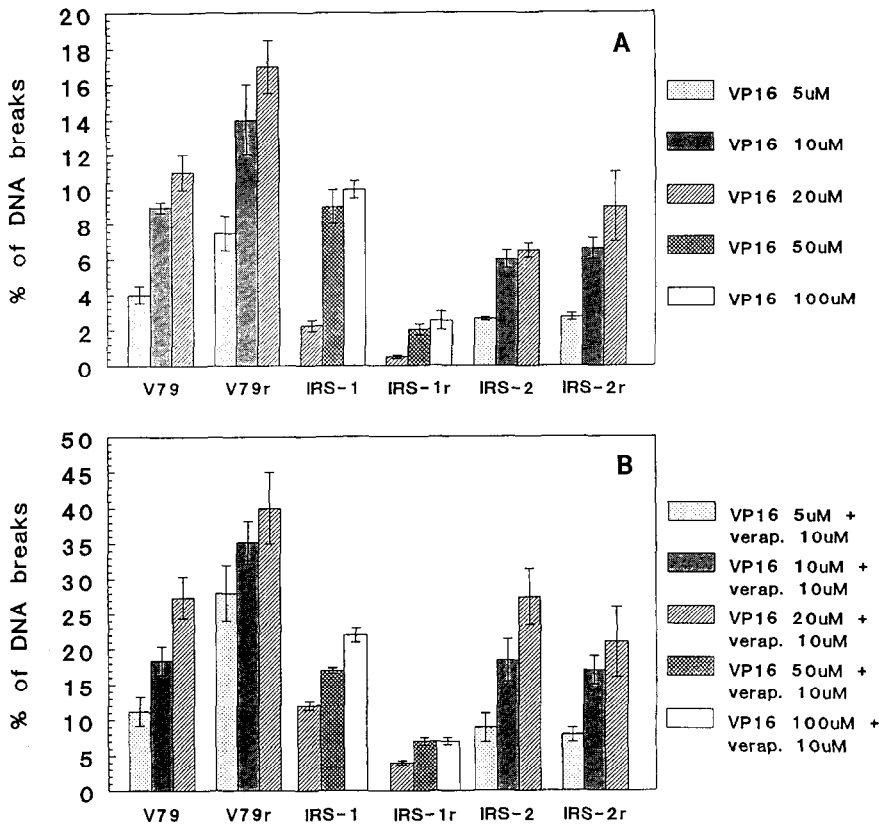 A
% of DNA breaks
20
18
16
14
12
10
8
6
4
2
0
V79
V79r
IRS-1
IRS-1r
IRS-2
IRS-2r
VP16 5uM
VP16 10uM
VP16 20uM
VP16 50uM
VP16 100uM
B
% of DNA breaks
50
45
40
35
30
25
20
15
10
5
0
V79
V79r
IRS-1
IRS-1r
IRS-2
IRS-2r
VP16 5uM +
verap. 10uM
VP16 10uM +
verap. 10uM
VP16 20uM +
verap. 10uM
VP16 50uM +
verap. 10uM
VP16 100uM +
verap. 10uM